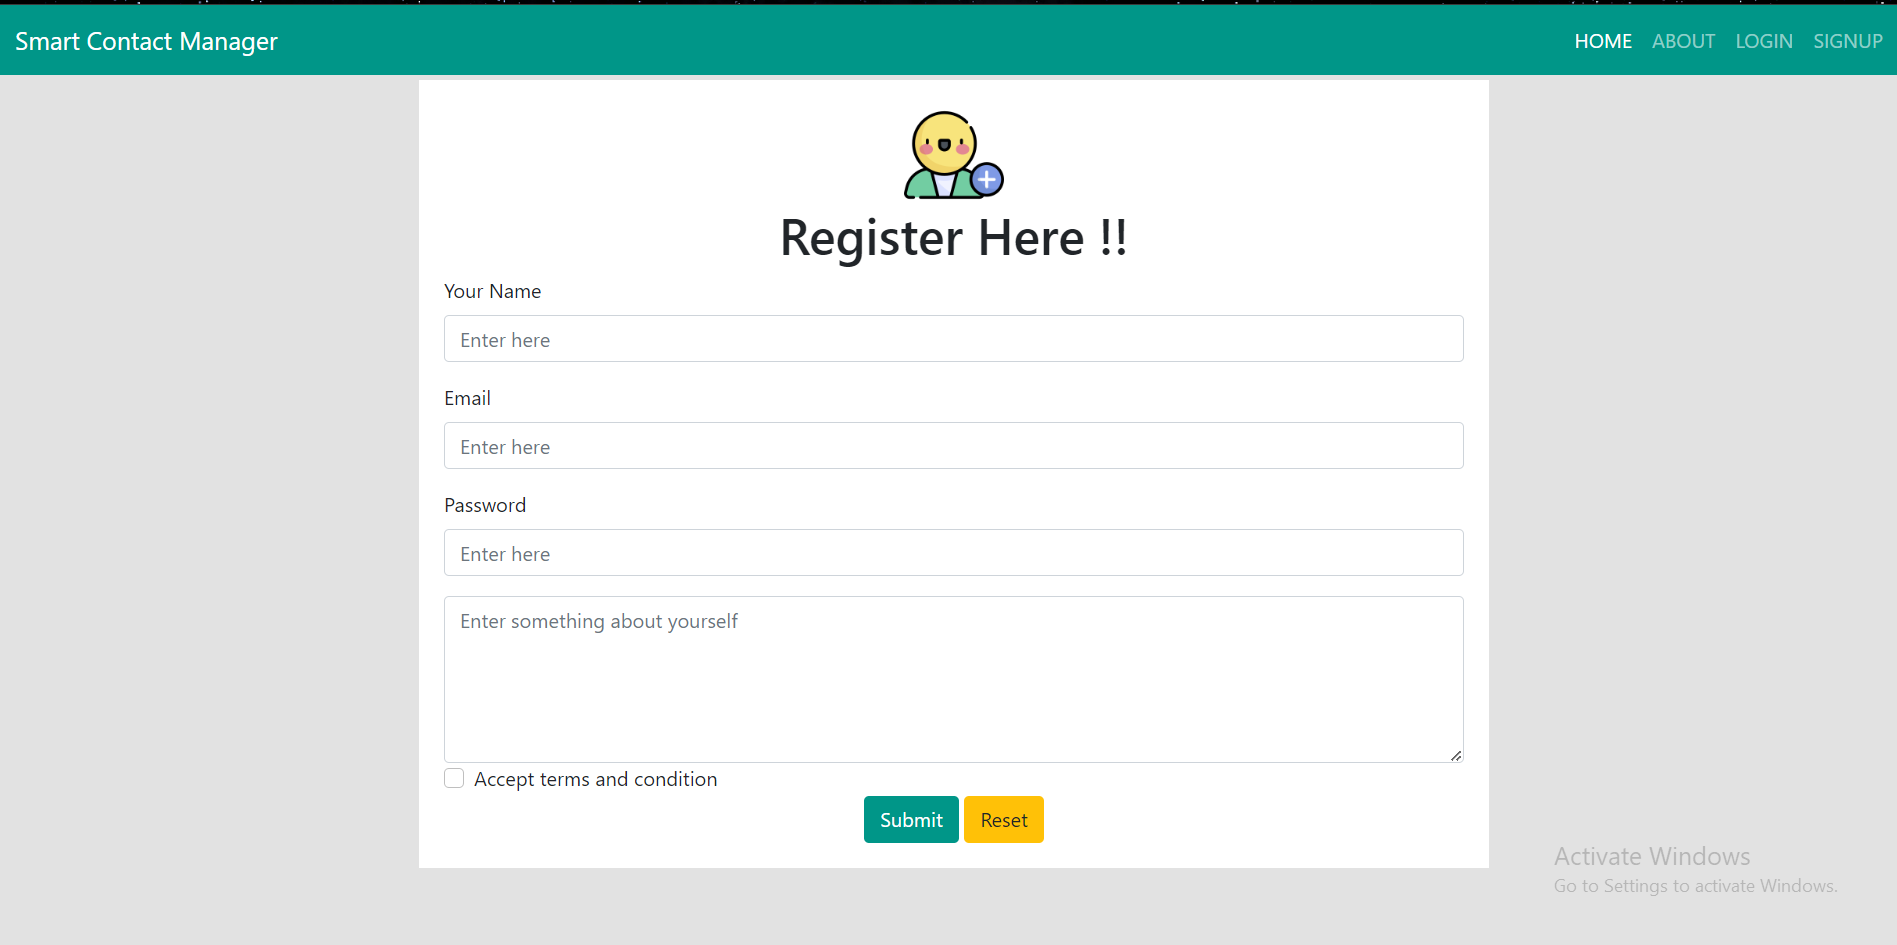 Smart Contact Manager
HOME ABOUT LOGIN SIGNUP
Register Here !!
Your Name
Enter here
Email
Enter here
Password
Enter here
Enter something about yourself
Accept terms and condition
Submit Reset
Activate Windows
Go to Settings to activate Windows.